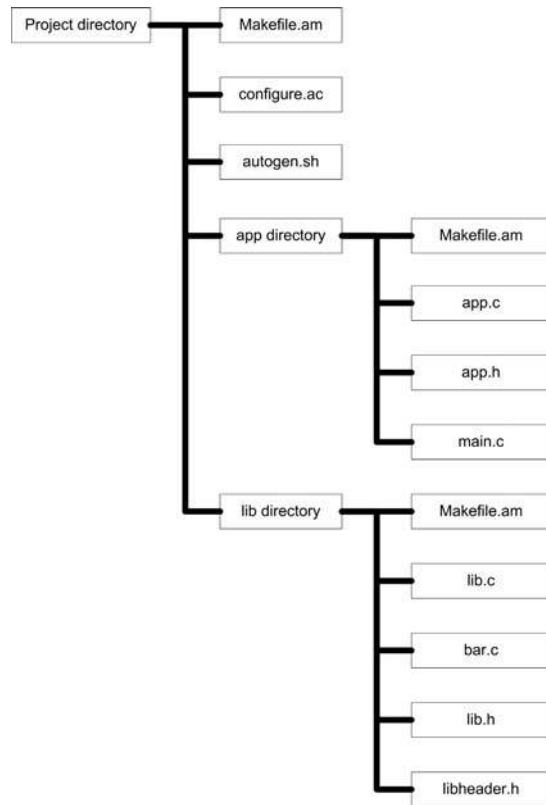 Project directory
Makefile.am
configure.ac
autogen.sh
app directory
Makefile.am
app.c
app.h
main.c
lib directory
Makefile.am
lib.c
bar.c
lib.h
libheader.h